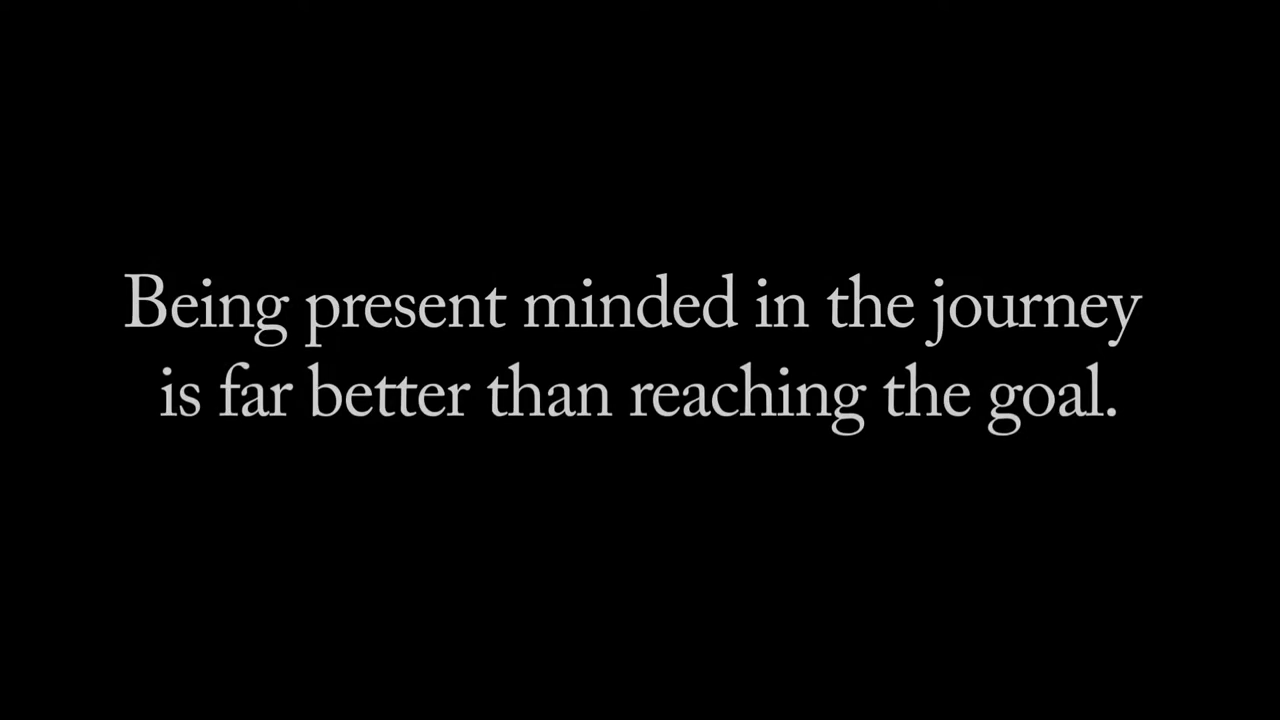 Being present minded in the journey
is far better than reaching the goal.